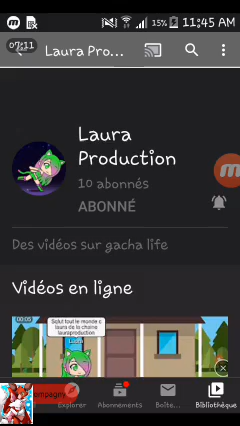 15% 11:45 AM
07:11
Laura Pro...
Laura
Production
10 abonnés
ABONNÉ
Des vidéos sur gacha life
Vidéos en ligne
00:05
Salut tout le monde c
laura de la chaine
lauraproduction
Explorer Abonnements Boîte... Bibliothèque